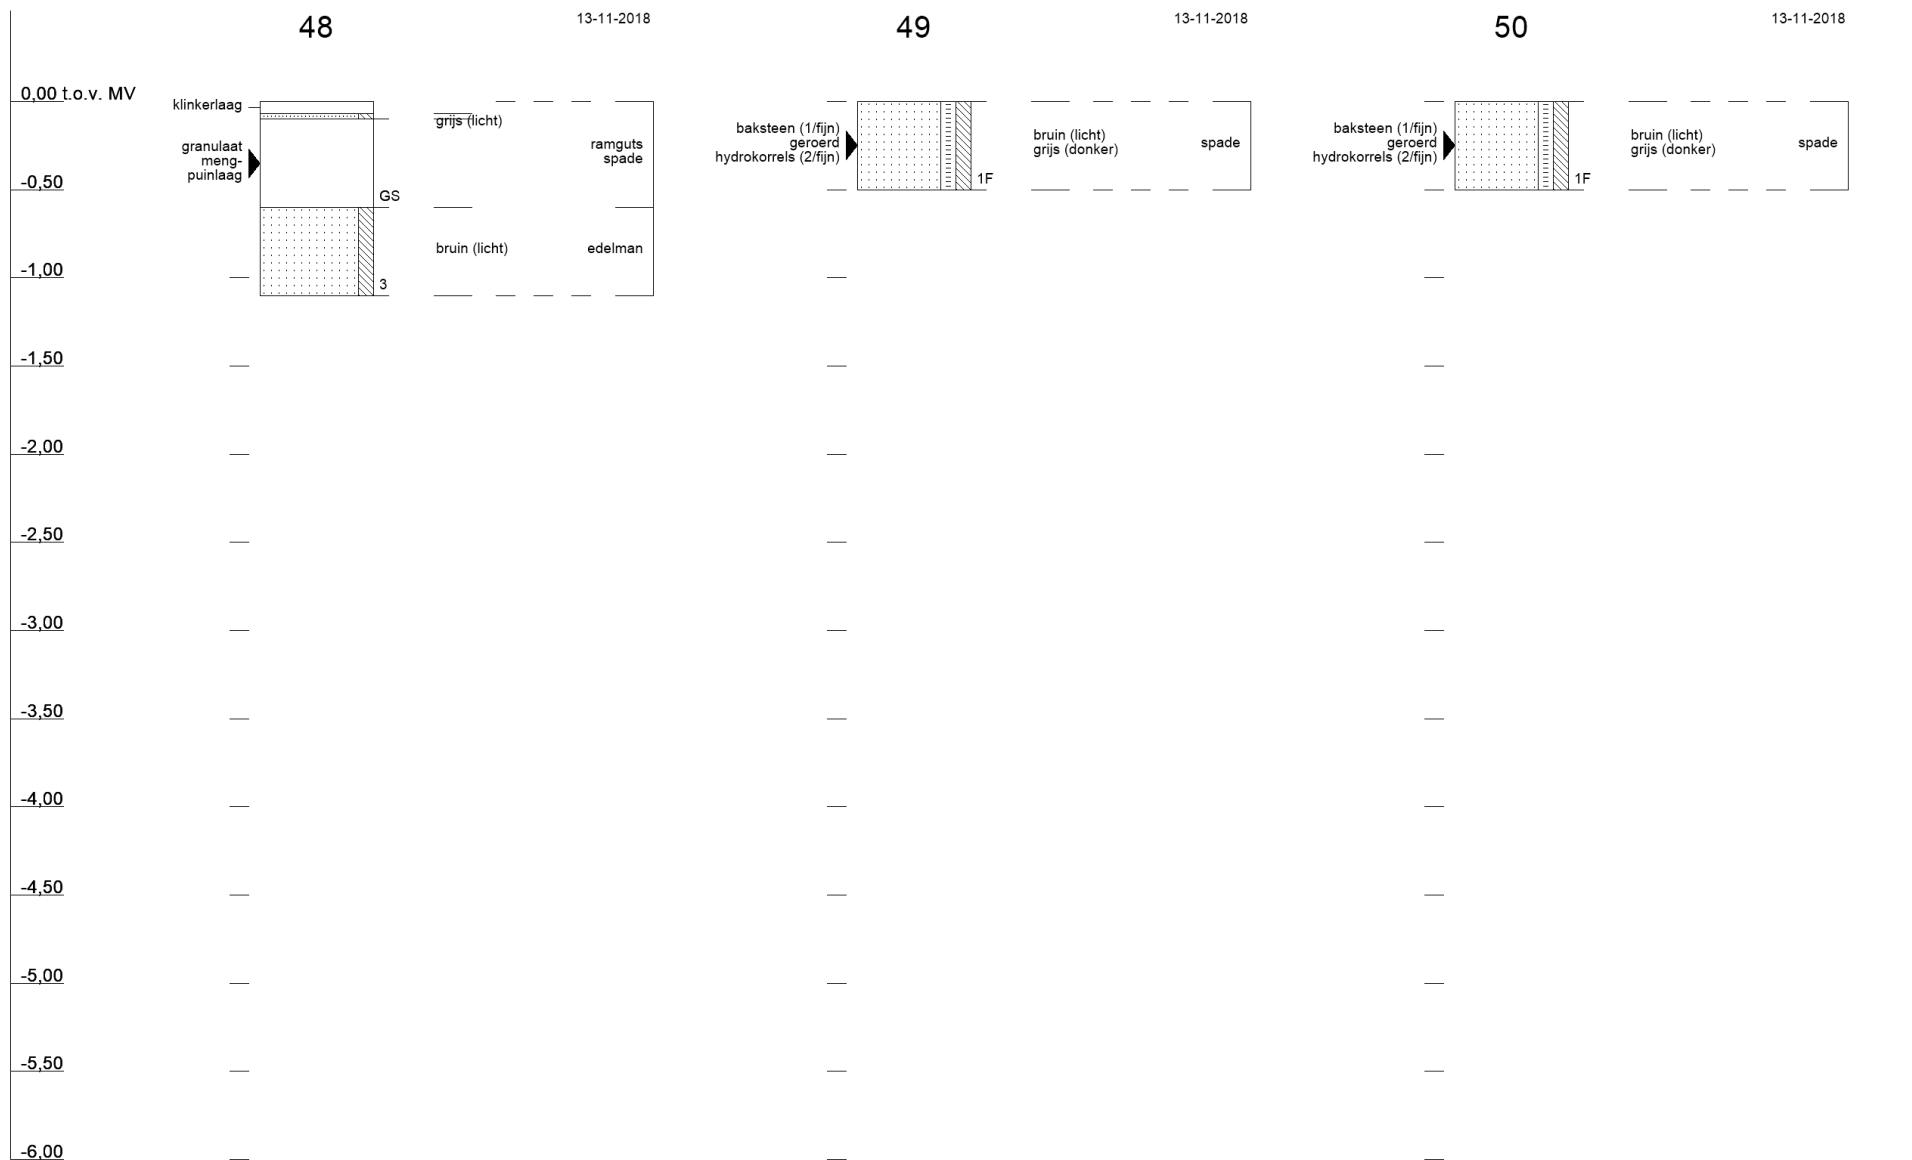 48
13-11-2018
49
13-11-2018
50
13-11-2018
0,00 t.o.v. MV
-0,50
-1,00
-1,50
-2,00
-2,50
-3,00
-3,50
-4,00
-4,50
-5,00
-5,50
-6,00
klinkerlaag
granulaat
meng-
puinlaag
GS
3
grijs (licht)
ramguts
spade
bruin (licht)
edelman
baksteen (1/fijn)
geroerd
hydrokorrels (2/fijn)
1F
bruin (licht)
grijs (donker)
spade
baksteen (1/fijn)
geroerd
hydrokorrels (2/fijn)
1F
bruin (licht)
grijs (donker)
spade